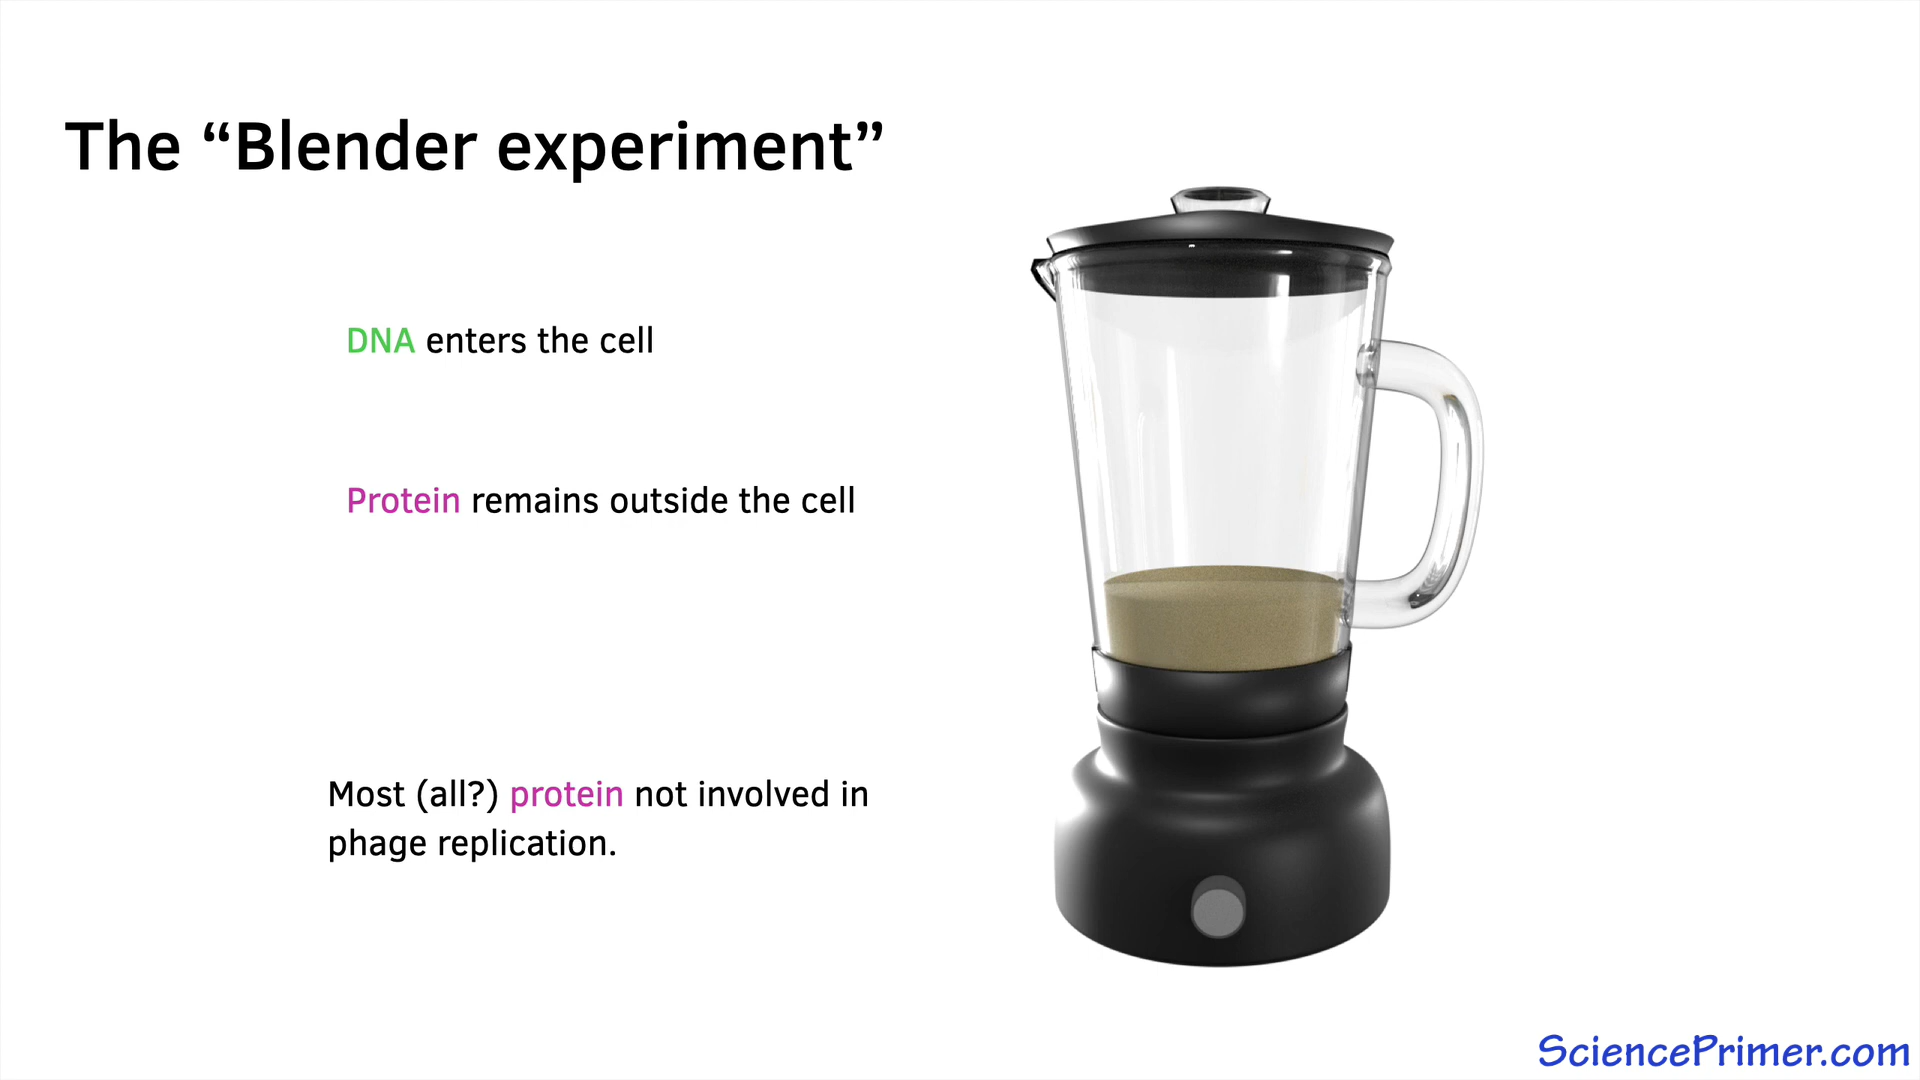 The “Blender experiment”
DNA enters the cell
Protein remains outside the cell
Most (all?) protein not involved in
phage replication.
SciencePrimer.com